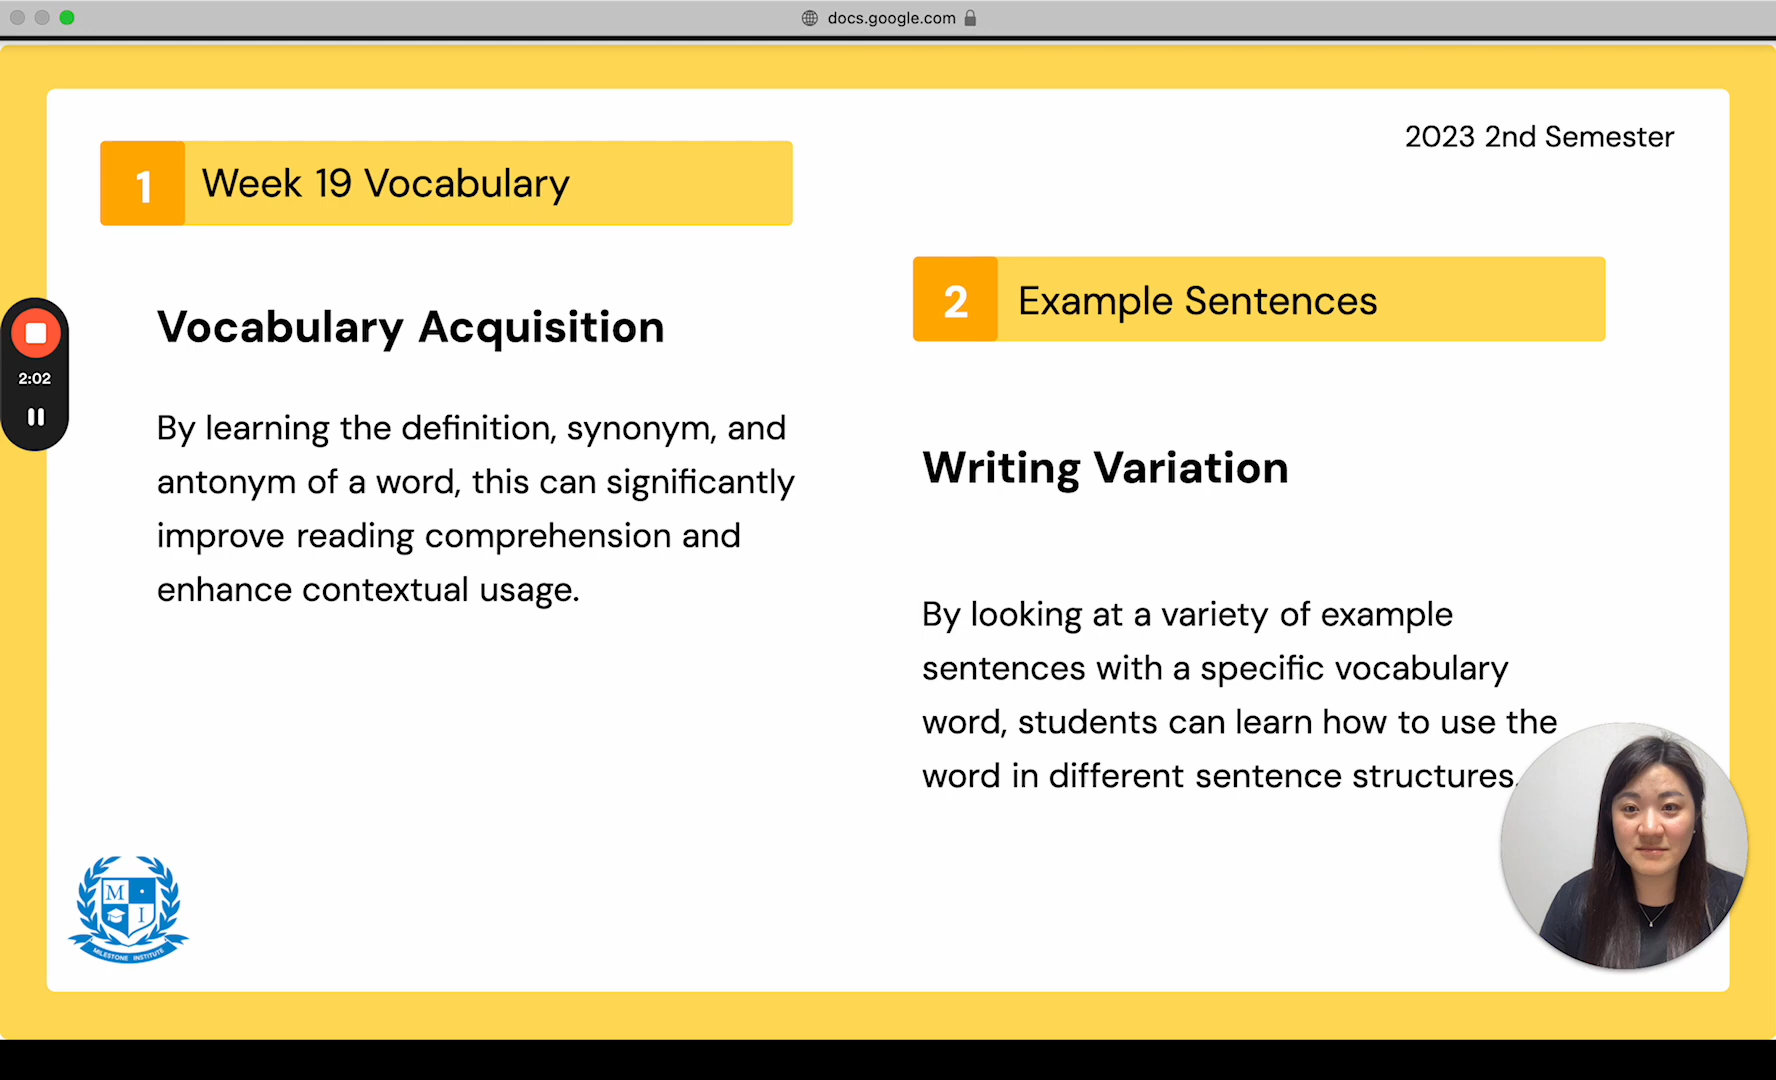 docs.google.com
2023 2nd Semester
1 Week 19 Vocabulary
Vocabulary Acquisition
By learning the definition, synonym, and
antonym of a word, this can significantly
improve reading comprehension and
enhance contextual usage.
2 Example Sentences
Writing Variation
By looking at a variety of example
sentences with a specific vocabulary
word, students can learn how to use the
word in different sentence structures.
2:02
M
I
MILESTONE INSTITUTE